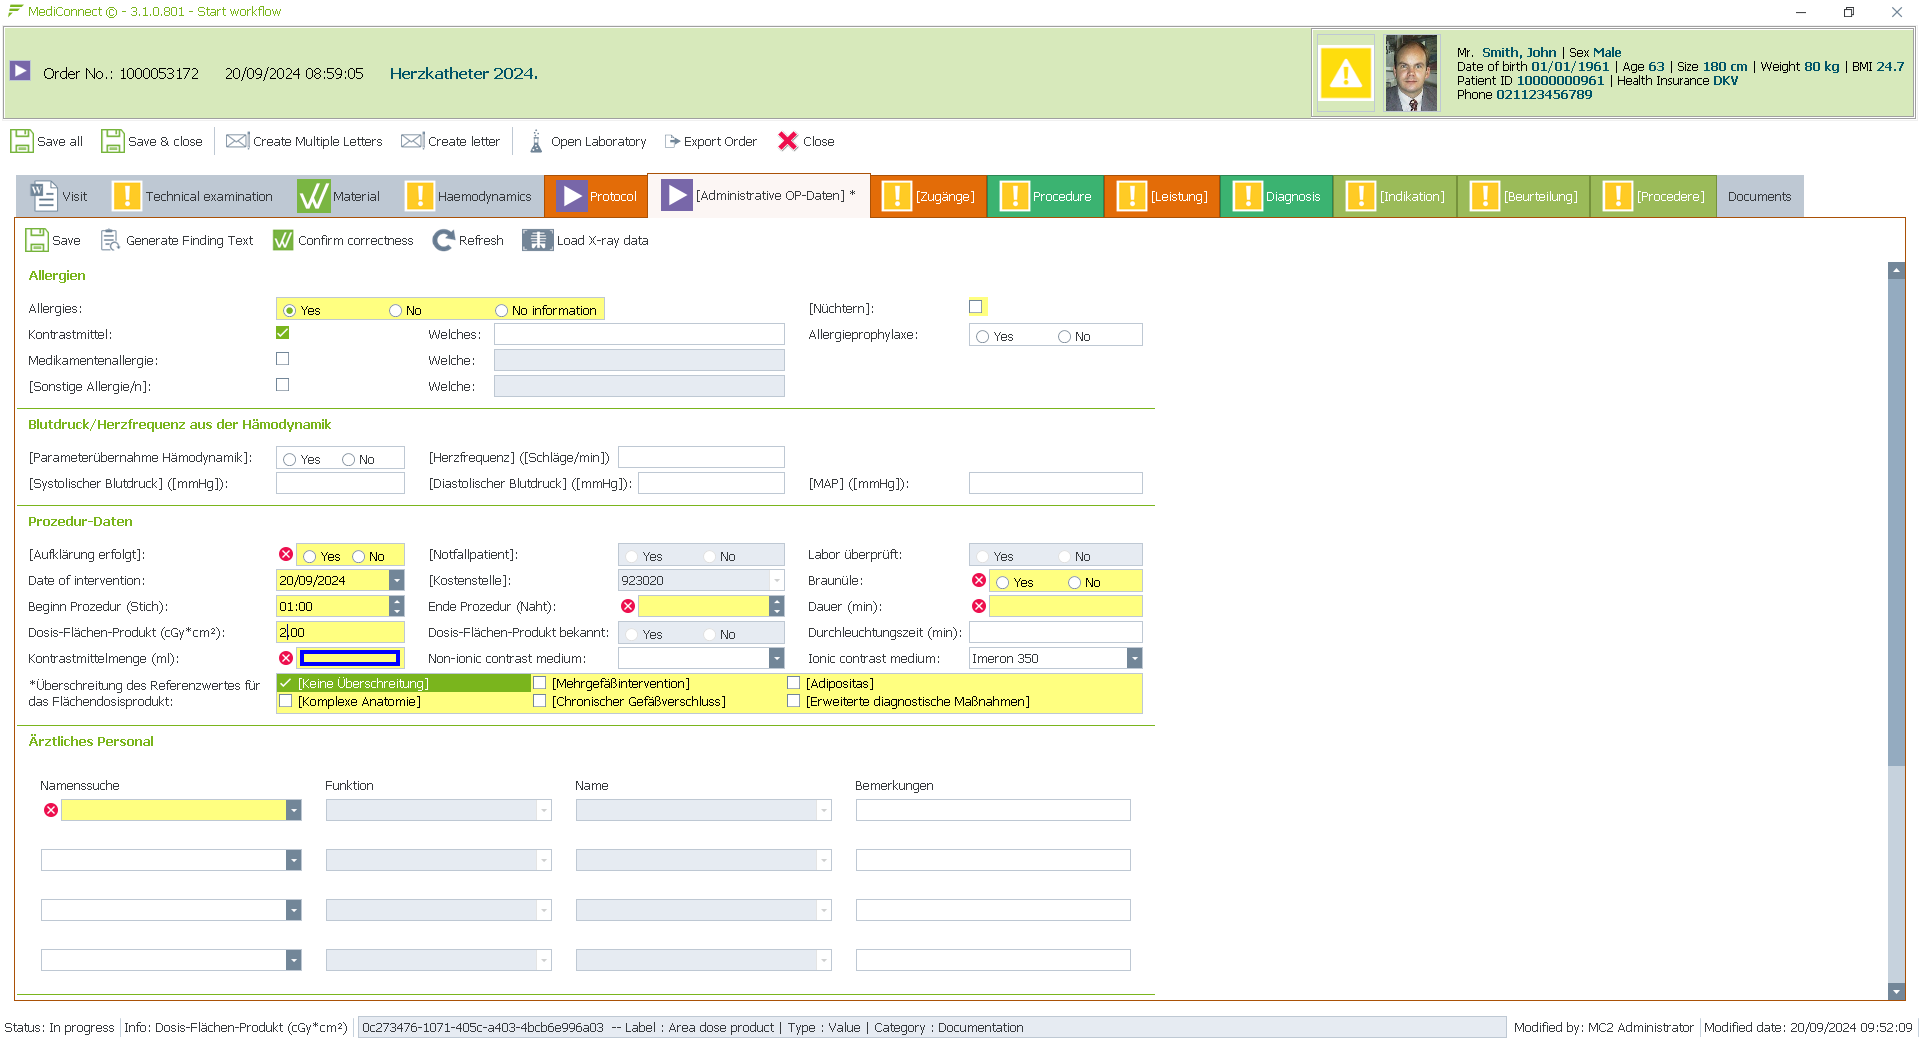 MediConnect © - 3.1.0.801 - Start workflow
Order No.: 1000053172 20/09/2024 08:59:05 Herzkatheter 2024.
Mr. Smith, John | Sex Male
Date of birth 01/01/1961 | Age 63 | Size 180 cm | Weight 80 kg | BMI 24.7
Patient ID 10000000961 | Health Insurance DKV
Phone 021123456789
Save all Save & close Create Multiple Letters Create letter Open Laboratory Export Order Close
Visit Technical examination Material Haemodynamics Protocol [Administrative OP-Daten] * [Zugänge] Procedure [Leistung] Diagnosis [Indikation] [Beurteilung] [Procedere] Documents
Save Generate Finding Text Confirm correctness Refresh Load X-ray data
Allergien
Allergies: Yes No No information [Nüchtern]:
Kontrastmittel: Welches: Allergieprophylaxe: Yes No
Medikamentenallergie: Welche:
[Sonstige Allergie/n]: Welche:
Blutdruck/Herzfrequenz aus der Hämodynamik
[Parameterübernahme Hämodynamik]: Yes No [Herzfrequenz] ([Schläge/min])
[Systolischer Blutdruck] ([mmHg]): [Diastolischer Blutdruck] ([mmHg]): [MAP] ([mmHg]):
Prozedur-Daten
[Aufklärung erfolgt]: Yes No [Notfallpatient]: Yes No Labor überprüft: Yes No
Date of intervention: 20/09/2024 [Kostenstelle]: 923020 Braunüle: Yes No
Beginn Prozedur (Stich): 01:00 Ende Prozedur (Naht): Dauer (min):
Dosis-Flächen-Produkt (cGy*cm²): 2.00 Dosis-Flächen-Produkt bekannt: Yes No Durchleuchtungszeit (min):
Kontrastmittelmenge (ml): Non-ionic contrast medium: Ionic contrast medium: Imeron 350
*Überschreitung des Referenzwertes für [Keine Überschreitung] [Mehrgefäßintervention] [Adipositas]
das Flächendosisprodukt: [Komplexe Anatomie] [Chronischer Gefäßverschluss] [Erweiterte diagnostische Maßnahmen]
Ärztliches Personal
Namenssuche Funktion Name Bemerkungen
Status: In progress Info: Dosis-Flächen-Produkt (cGy*cm²) 0c273476-1071-405c-a403-4bcb6e996a03 -- Label : Area dose product | Type : Value | Category : Documentation Modified by: MC2 Administrator Modified date: 20/09/2024 09:52:09